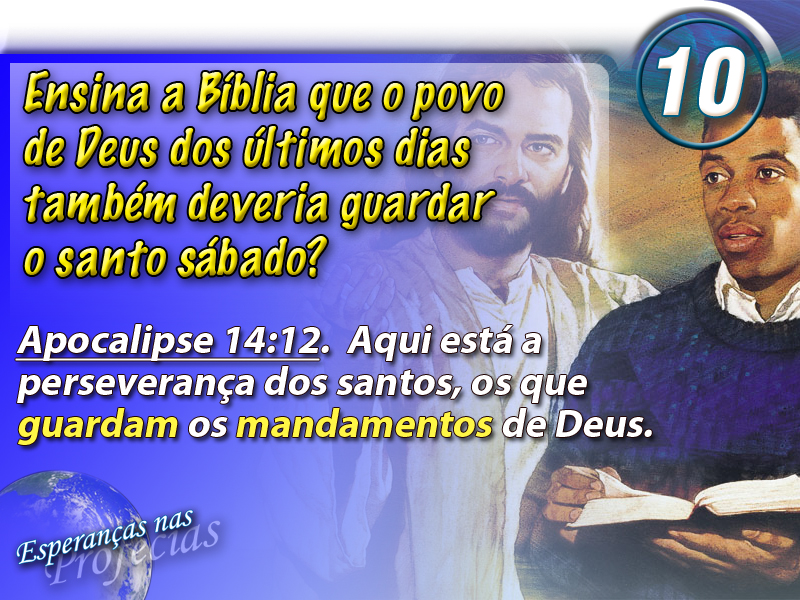 10
Ensina a Bíblia que o povo
de Deus dos últimos dias
também deveria guardar
o santo sábado?
Apocalipse 14:12. Aqui está a
perseverança dos santos, os que
guardam os mandamentos de Deus.
Esperanças nas
Profecias